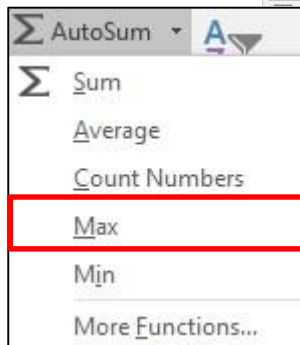 ∑ AutoSum
A
∑ Sum
Average
Count Numbers
Max
Min
More Functions...